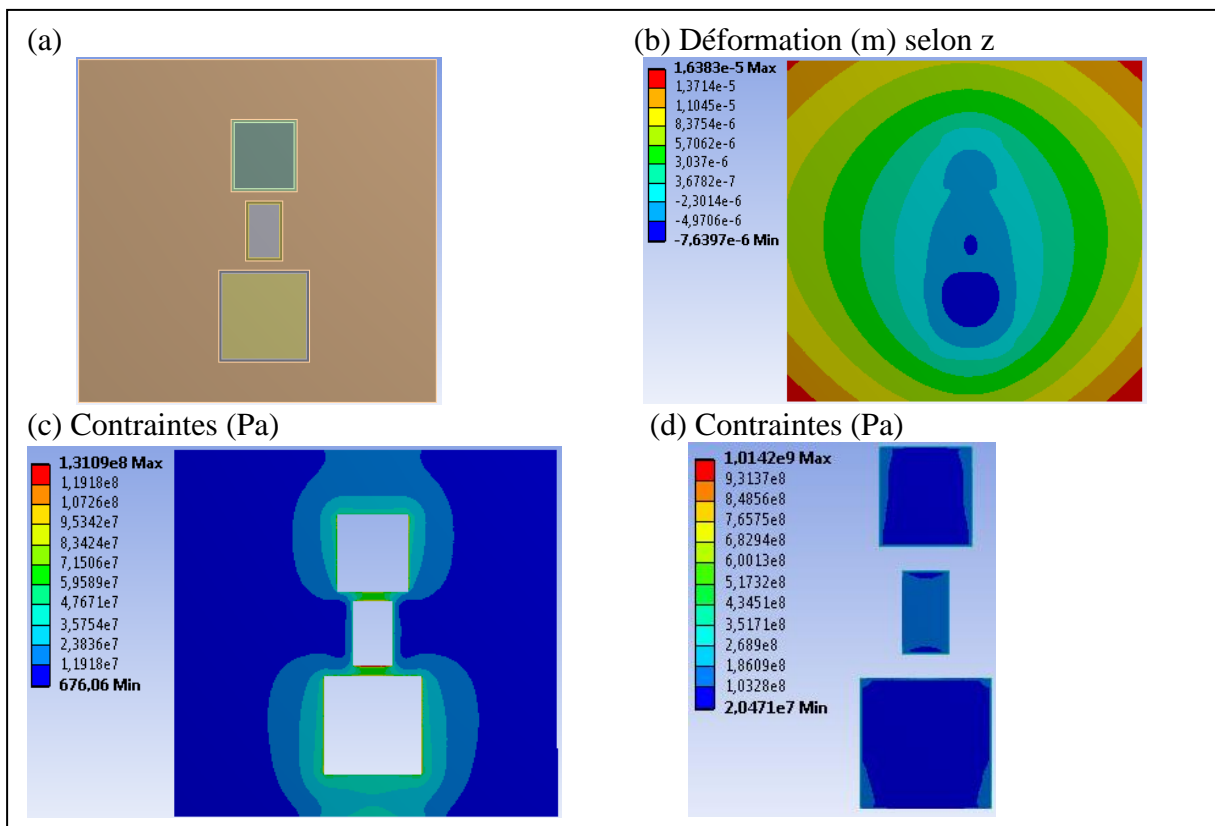 (a)
(b) Déformation (m) selon z
1,6383e-5 Max
1,3714e-5
1,1045e-5
8,3754e-6
5,7062e-6
3,037e-6
3,6782e-7
-2,3014e-6
-4,9706e-6
-7,6397e-6 Min
(c) Contraintes (Pa)
1,3109e8 Max
1,1918e8
1,0726e8
9,5342e7
8,3424e7
7,1506e7
5,9589e7
4,7671e7
3,5754e7
2,3836e7
1,1918e7
676,06 Min
(d) Contraintes (Pa)
1,0142e9 Max
9,3137e8
8,4856e8
7,6575e8
6,8294e8
6,0013e8
5,1732e8
4,3451e8
3,5171e8
2,689e8
1,8609e8
1,0328e8
2,0471e7 Min